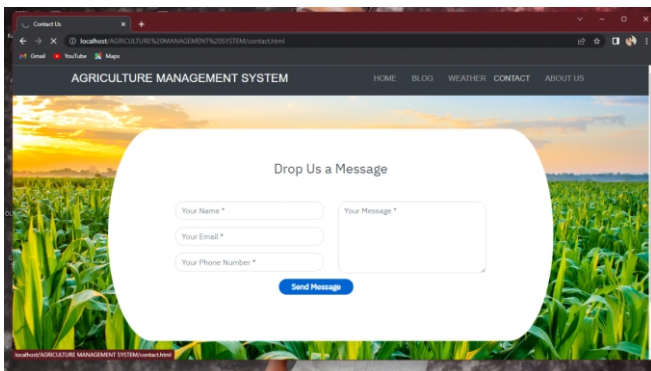 Contact Us
localhost/AGRICULTURE%20MANAGEMENT%20SYSTEM/contact.html
Gmail YouTube Maps
AGRICULTURE MANAGEMENT SYSTEM HOME BLOG WEATHER CONTACT ABOUT US
Drop Us a Message
Your Name * Your Message *
Your Email *
Your Phone Number *
Send Message
localhost/AGRICULTURE MANAGEMENT SYSTEM/contact.html